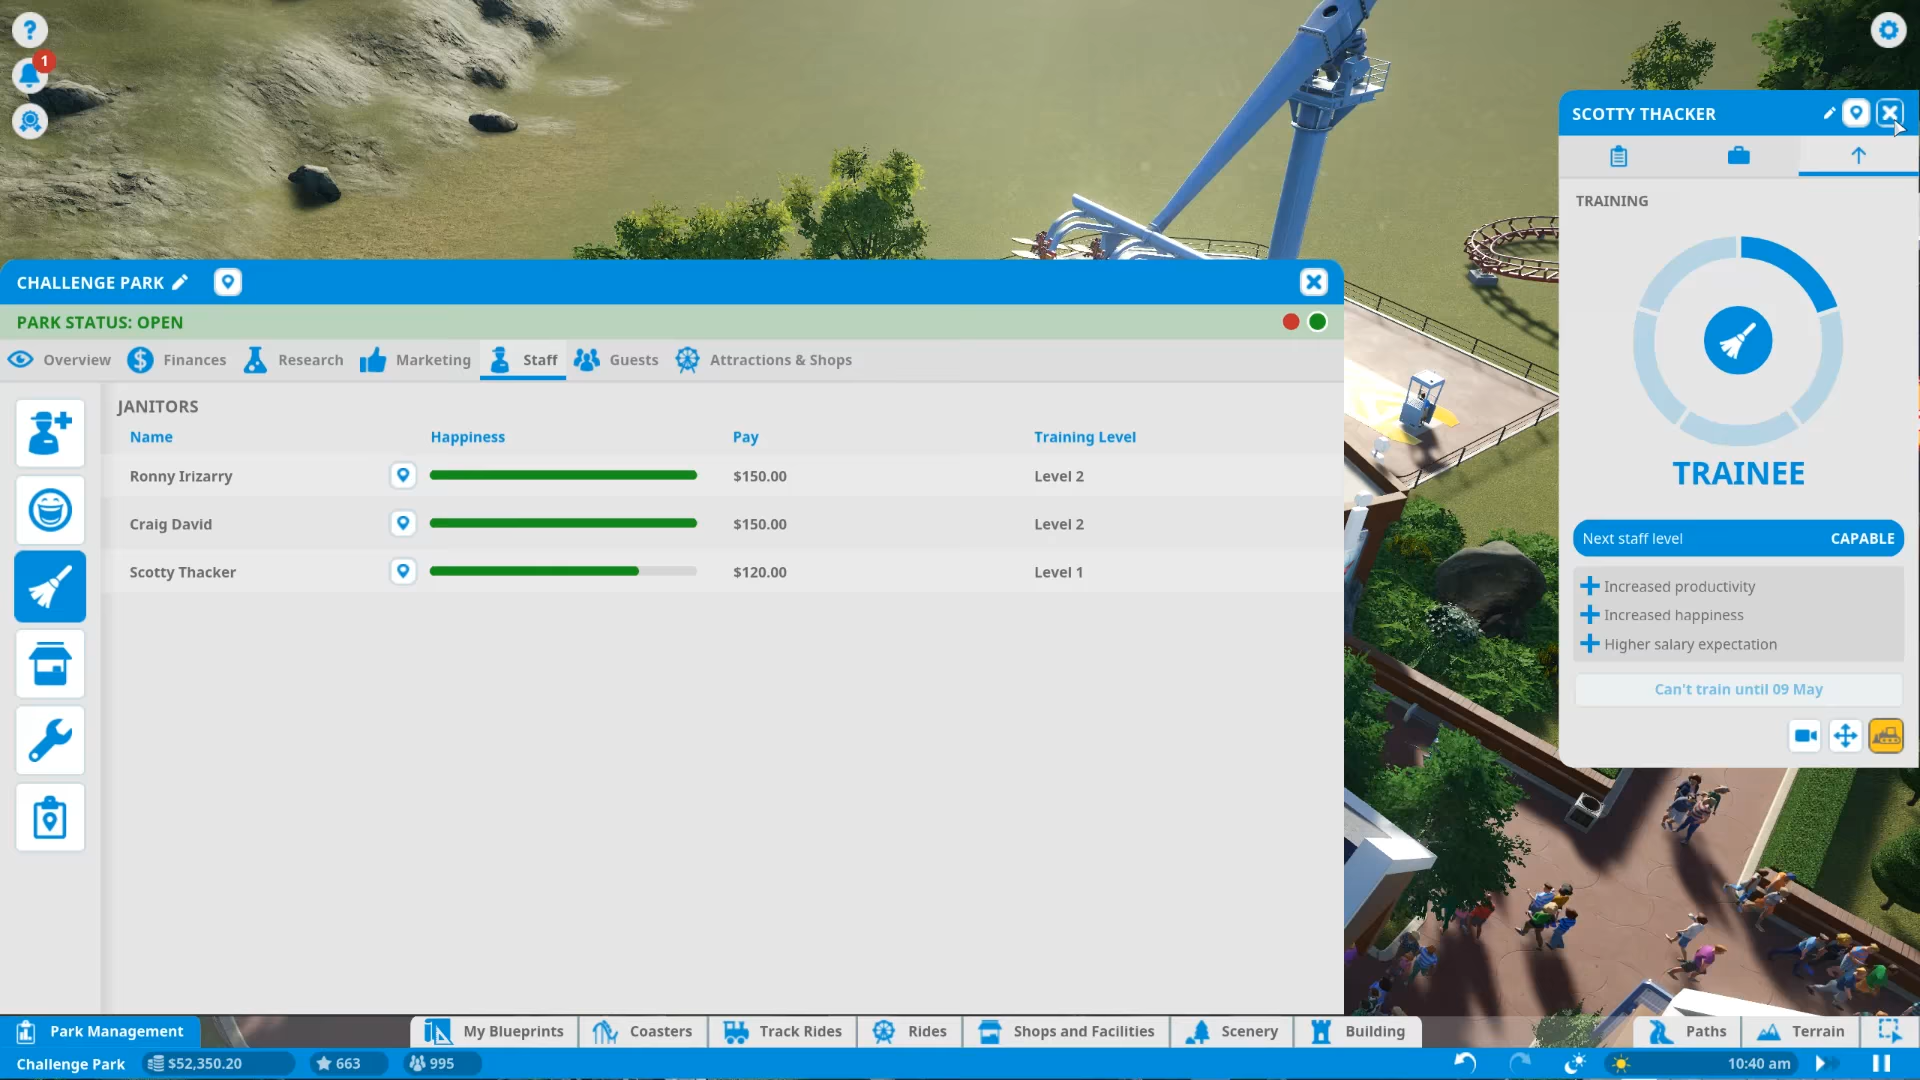 ?
1
SCOTTY THACKER
TRAINING
TRAINEE
Next staff level CAPABLE
Increased productivity
Increased happiness
Higher salary expectation
Can't train until 09 May
CHALLENGE PARK
PARK STATUS: OPEN
Overview Finances Research Marketing Staff Guests Attractions & Shops
JANITORS
Name Happiness Pay Training Level
Ronny Irizarry $150.00 Level 2
Craig David $150.00 Level 2
Scotty Thacker $120.00 Level 1
Park Management My Blueprints Coasters Track Rides Rides Shops and Facilities Scenery Building Paths Terrain
Challenge Park $52,350.20 663 995 10:40 am